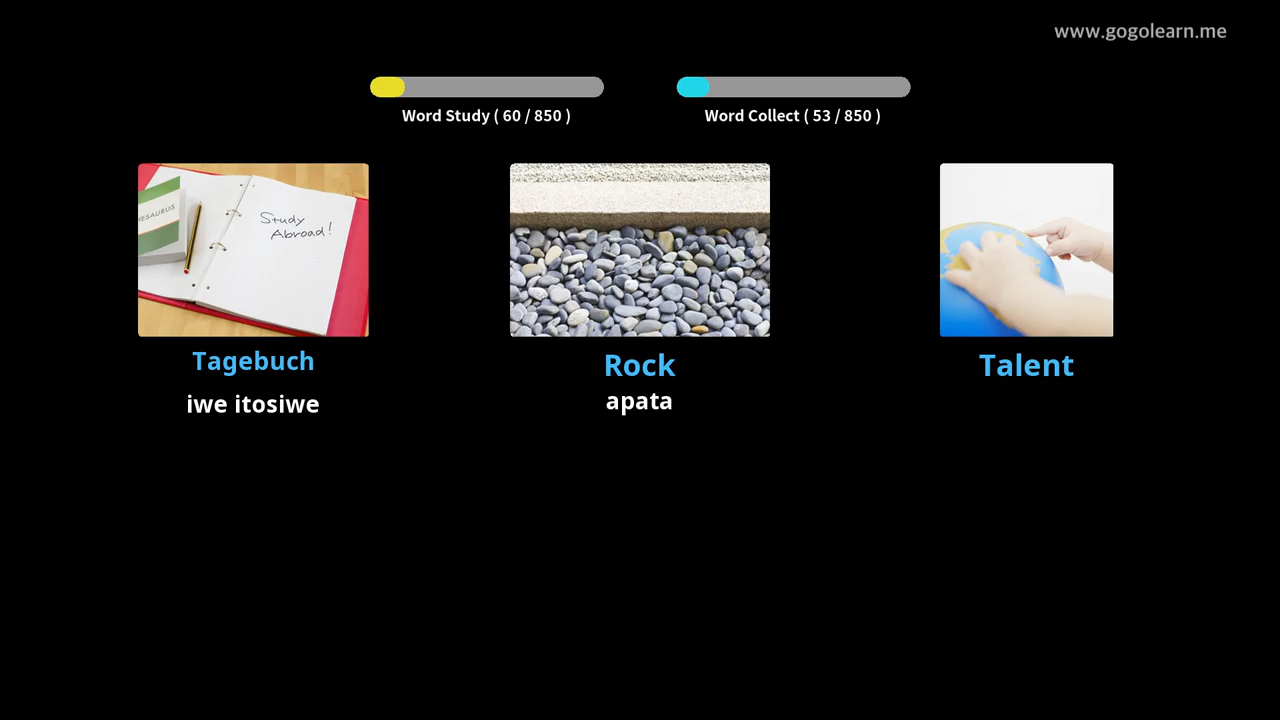 www.gogolearn.me
Word Study ( 60 / 850 )
Word Collect ( 53 / 850 )
HESAURUS
Study
Abroad!
Tagebuch
iwe itosiwe
Rock
apata
Talent